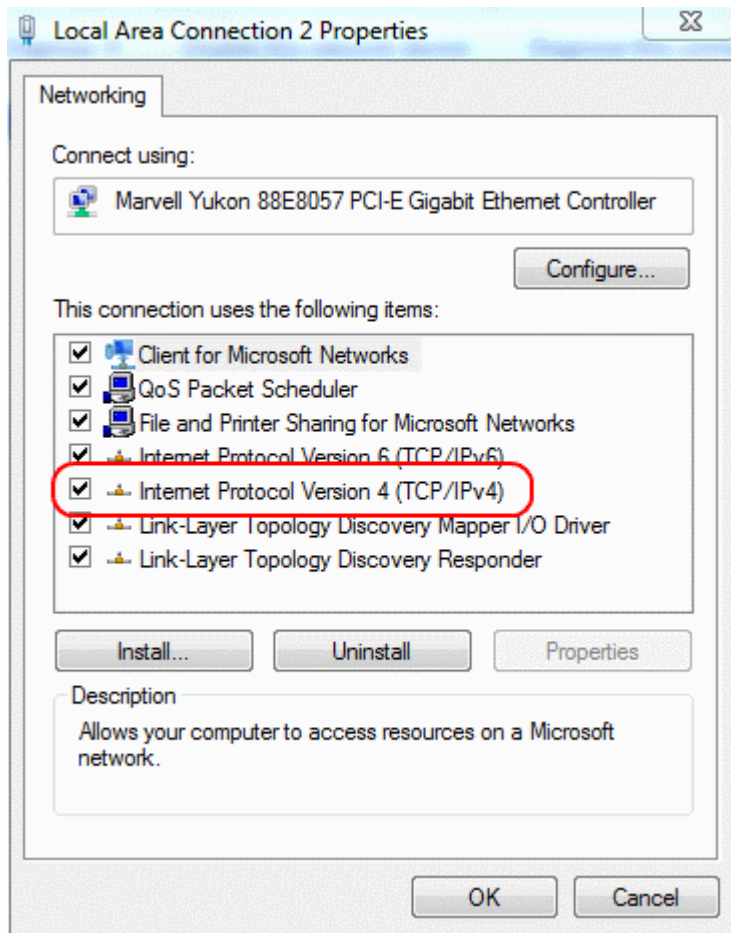 Local Area Connection 2 Properties
Networking
Connect using:
Marvell Yukon 88E8057 PCI-E Gigabit Ethernet Controller
Configure...
This connection uses the following items:
Client for Microsoft Networks
QoS Packet Scheduler
File and Printer Sharing for Microsoft Networks
Internet Protocol Version 6 (TCP/IPv6)
Internet Protocol Version 4 (TCP/IPv4)
Link-Layer Topology Discovery Mapper I/O Driver
Link-Layer Topology Discovery Responder
Install...
Uninstall
Properties
Description
Allows your computer to access resources on a Microsoft
network.
OK
Cancel